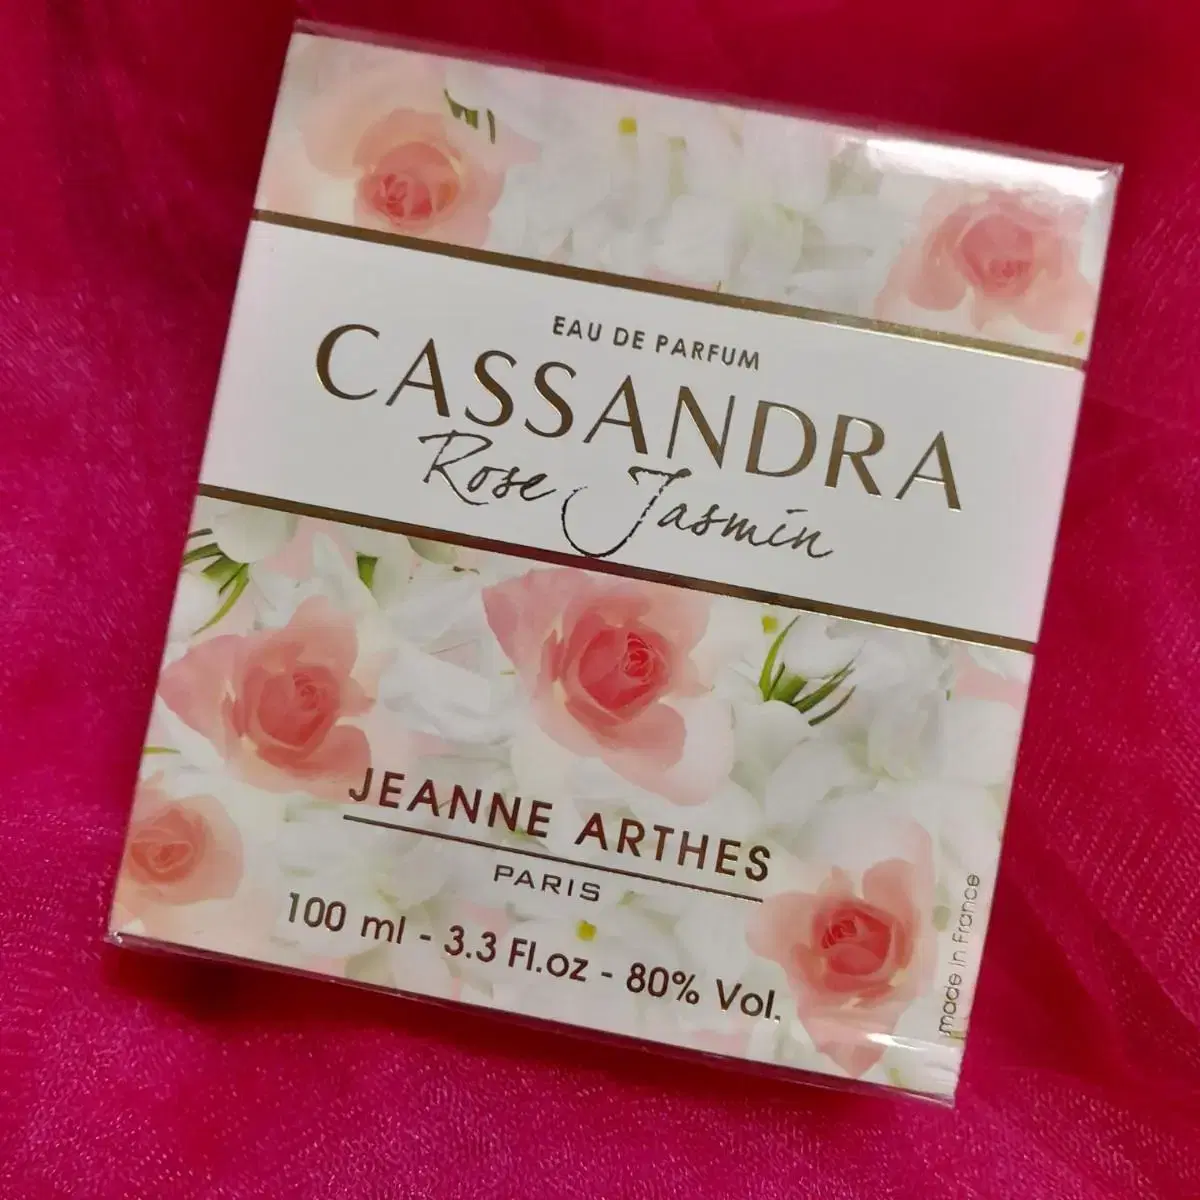 EAU DE PARFUM
CASSANDRA
Rose Jasmin
JEANNE ARTHES
PARIS
100 ml - 3.3 Fl.oz - 80% Vol.
made in France